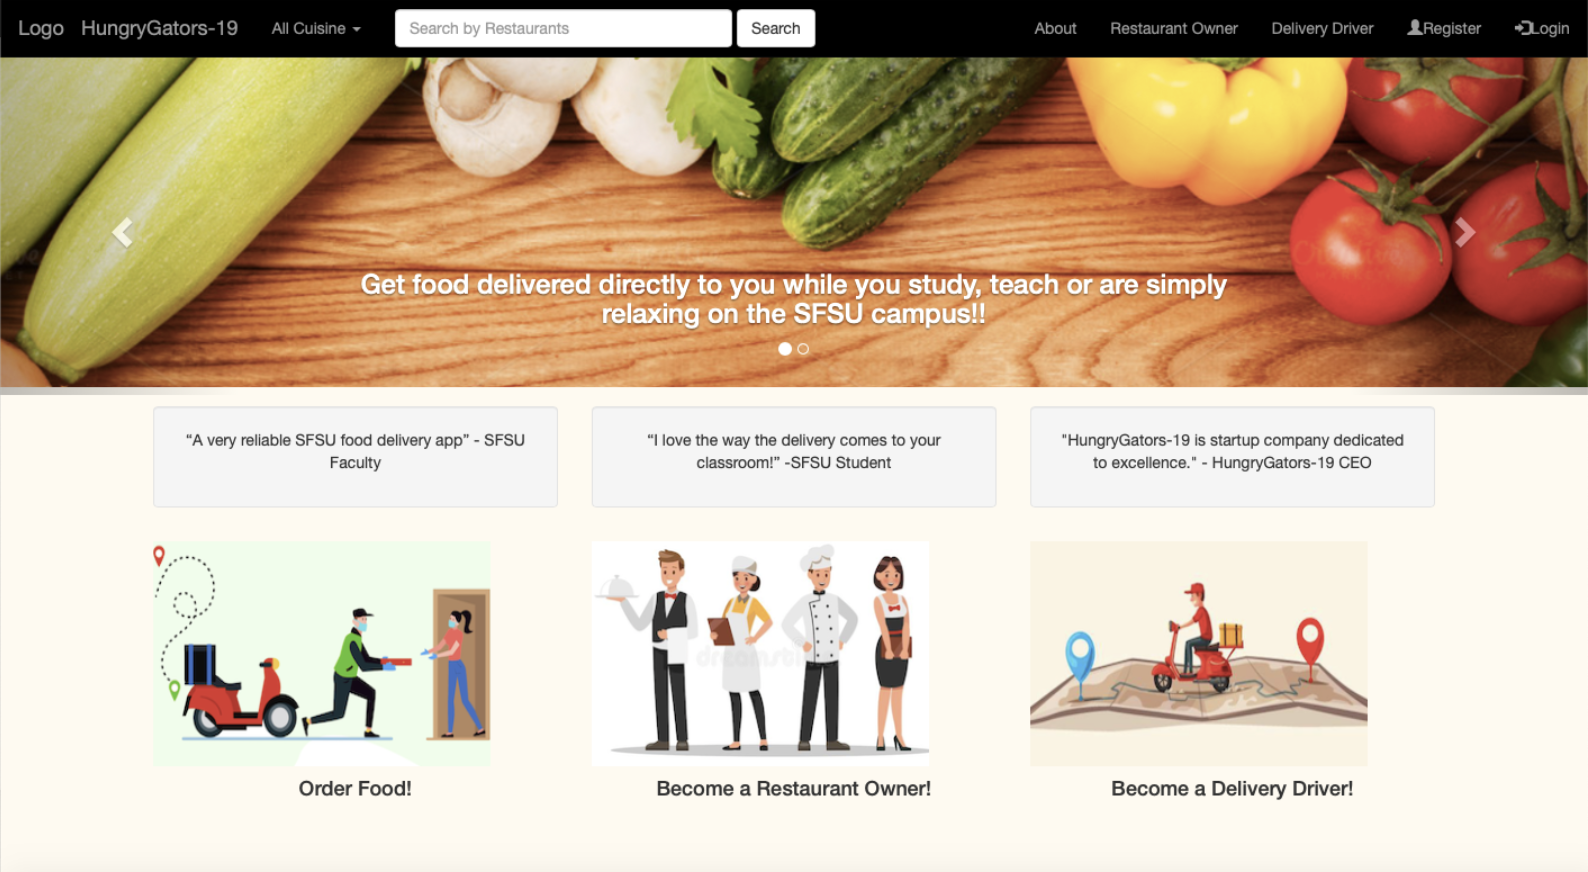 Logo HungryGators-19 All Cuisine Search by Restaurants Search About Restaurant Owner Delivery Driver Register Login
Get food delivered directly to you while you study, teach or are simply
relaxing on the SFSU campus!!
“A very reliable SFSU food delivery app” - SFSU
Faculty
“I love the way the delivery comes to your
classroom!” -SFSU Student
"HungryGators-19 is startup company dedicated
to excellence." - HungryGators-19 CEO
Order Food!
Become a Restaurant Owner!
Become a Delivery Driver!